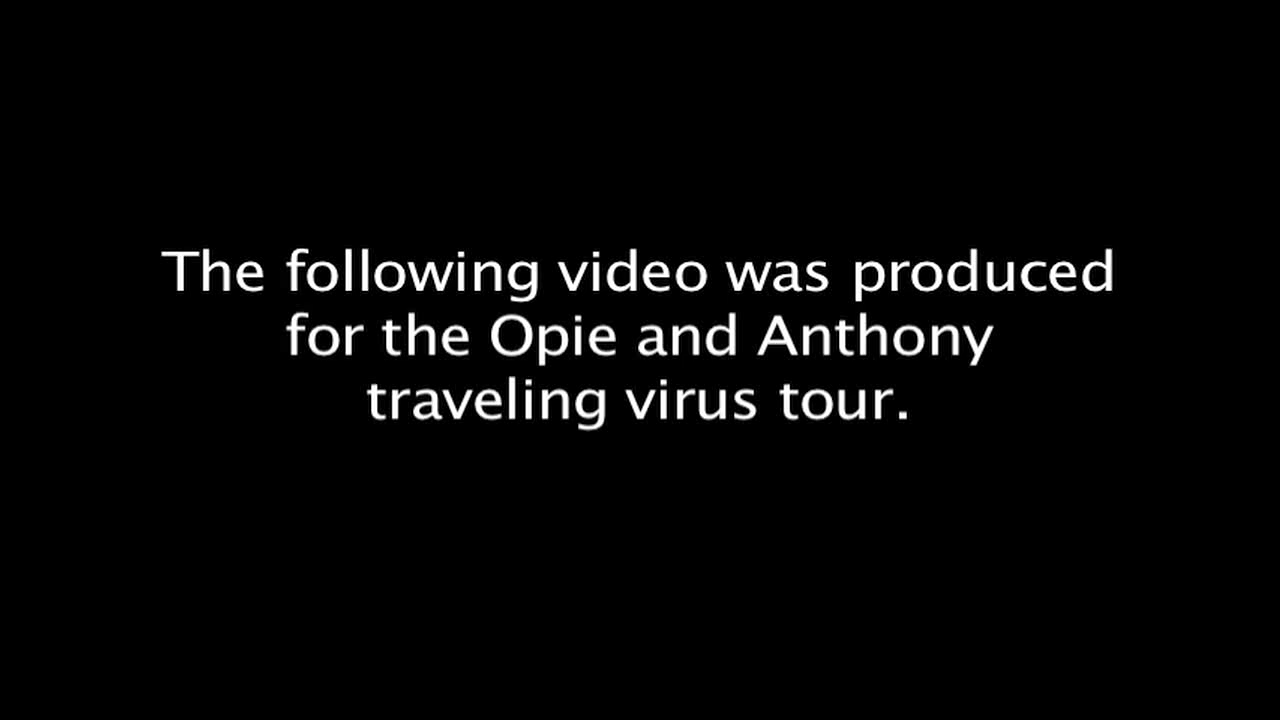 The following video was produced
for the Opie and Anthony
traveling virus tour.